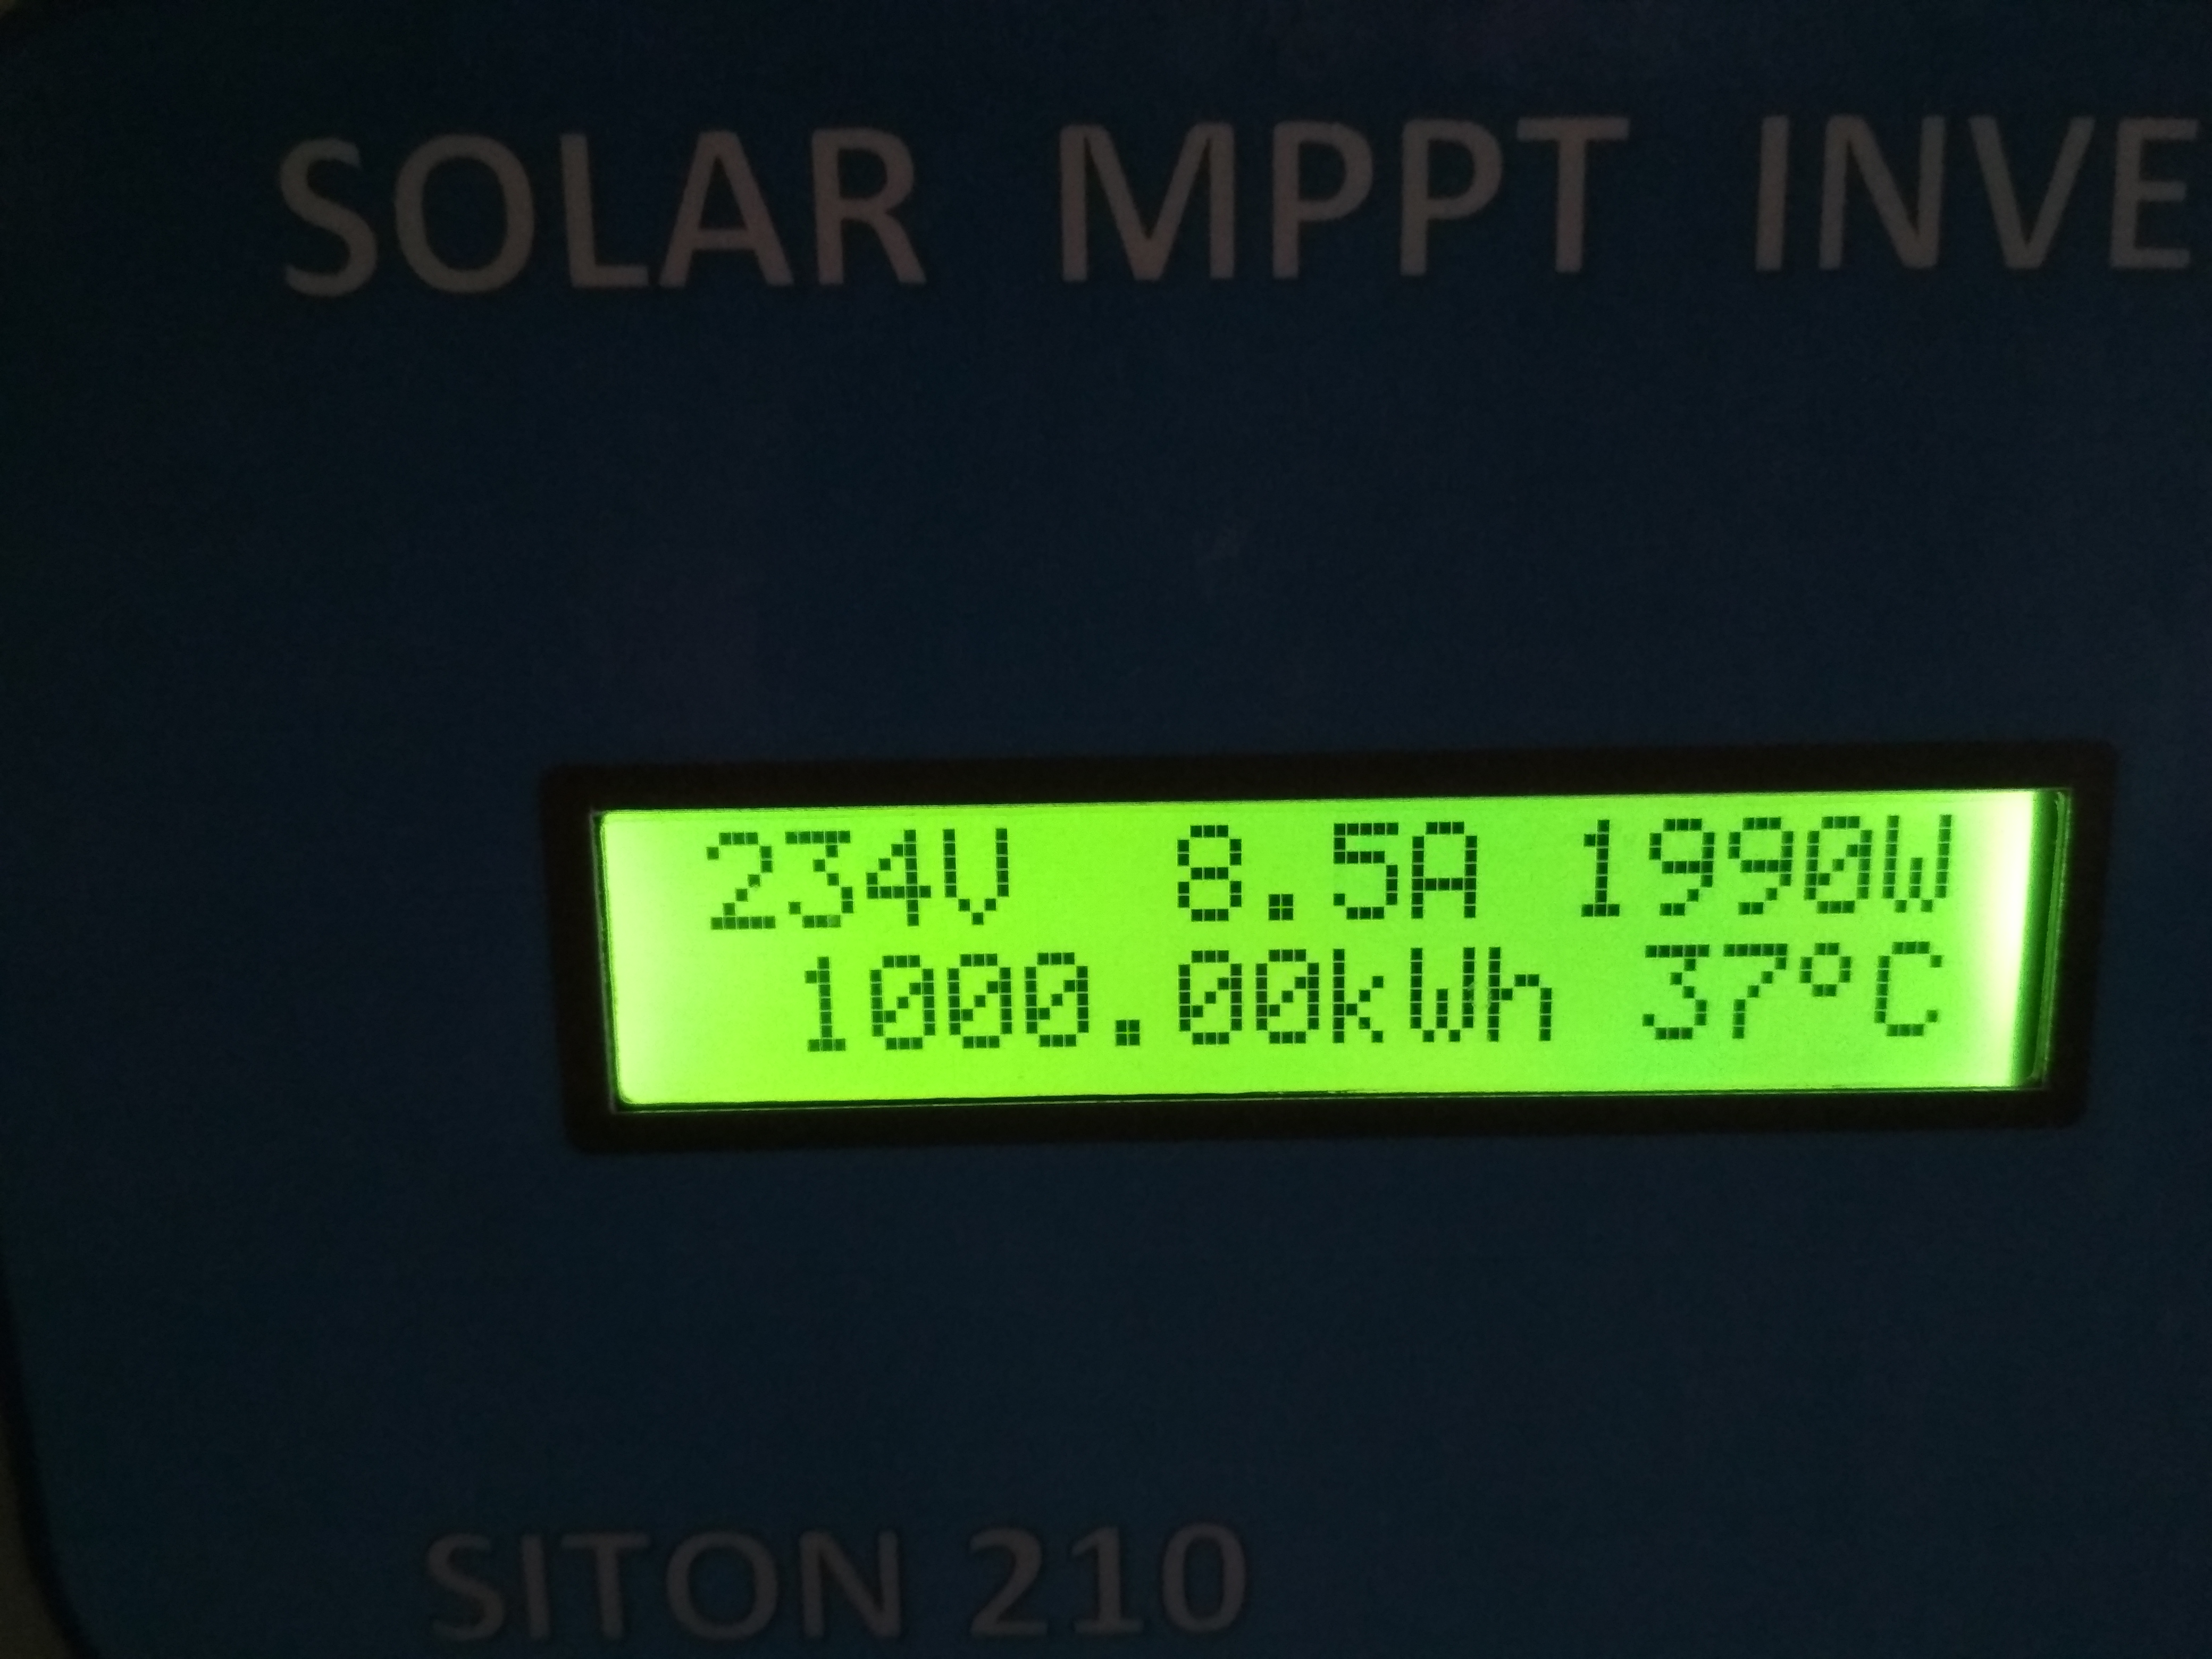 SOLAR MPPT INVE
234V 8.5A 1990W
1000.00kWh 37°C
SITON 210